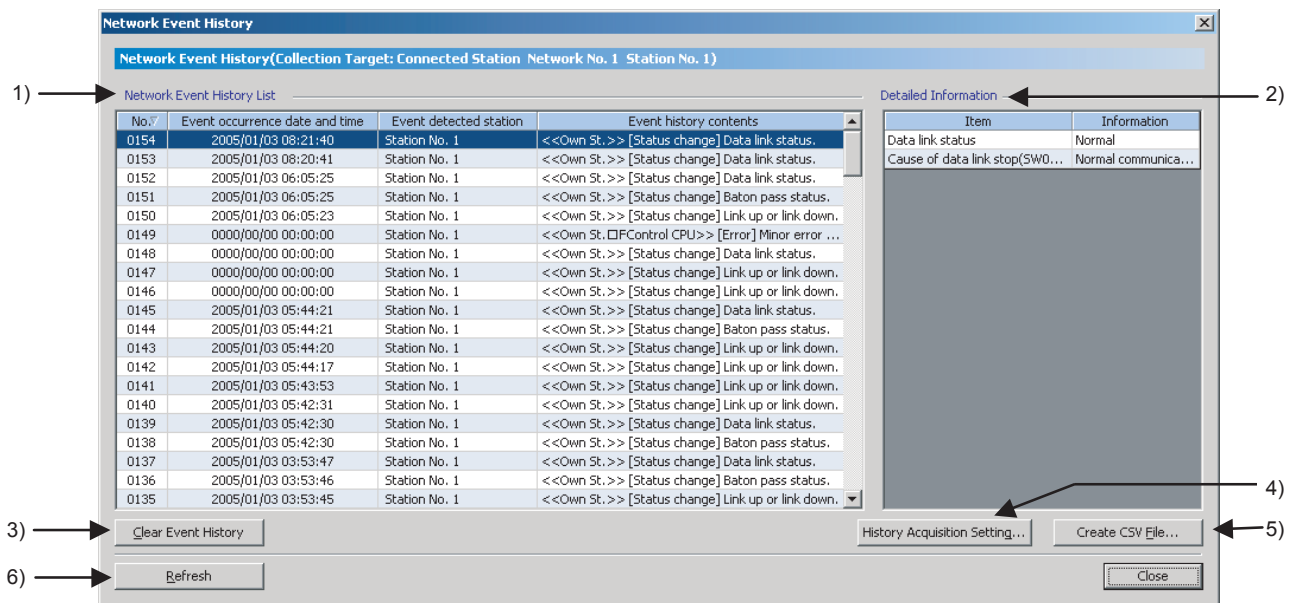 Network Event History
Network Event History(Collection Target: Connected Station Network No. 1 Station No. 1)
1)
Network Event History List
Detailed Information
2)
No. Event occurrence date and time Event detected station Event history contents
Item Information
0154 2005/01/03 08:21:40 Station No. 1 <<Own St.>> [Status change] Data link status.
Data link status Normal
0153 2005/01/03 08:20:41 Station No. 1 <<Own St.>> [Status change] Data link status.
Cause of data link stop(SW0... Normal communica...
0152 2005/01/03 06:05:25 Station No. 1 <<Own St.>> [Status change] Data link status.
0151 2005/01/03 06:05:25 Station No. 1 <<Own St.>> [Status change] Baton pass status.
0150 2005/01/03 06:05:23 Station No. 1 <<Own St.>> [Status change] Link up or link down.
0149 0000/00/00 00:00:00 Station No. 1 <<Own St.□FControl CPU>> [Error] Minor error ...
0148 0000/00/00 00:00:00 Station No. 1 <<Own St.>> [Status change] Data link status.
0147 0000/00/00 00:00:00 Station No. 1 <<Own St.>> [Status change] Link up or link down.
0146 0000/00/00 00:00:00 Station No. 1 <<Own St.>> [Status change] Link up or link down.
0145 2005/01/03 05:44:21 Station No. 1 <<Own St.>> [Status change] Data link status.
0144 2005/01/03 05:44:21 Station No. 1 <<Own St.>> [Status change] Baton pass status.
0143 2005/01/03 05:44:20 Station No. 1 <<Own St.>> [Status change] Link up or link down.
0142 2005/01/03 05:44:17 Station No. 1 <<Own St.>> [Status change] Link up or link down.
0141 2005/01/03 05:43:53 Station No. 1 <<Own St.>> [Status change] Link up or link down.
0140 2005/01/03 05:42:31 Station No. 1 <<Own St.>> [Status change] Link up or link down.
0139 2005/01/03 05:42:30 Station No. 1 <<Own St.>> [Status change] Data link status.
0138 2005/01/03 05:42:30 Station No. 1 <<Own St.>> [Status change] Baton pass status.
0137 2005/01/03 03:53:47 Station No. 1 <<Own St.>> [Status change] Data link status.
0136 2005/01/03 03:53:46 Station No. 1 <<Own St.>> [Status change] Baton pass status.
0135 2005/01/03 03:53:45 Station No. 1 <<Own St.>> [Status change] Link up or link down.
4)
3)
Clear Event History
History Acquisition Setting...
Create CSV File...
5)
6)
Refresh
Close